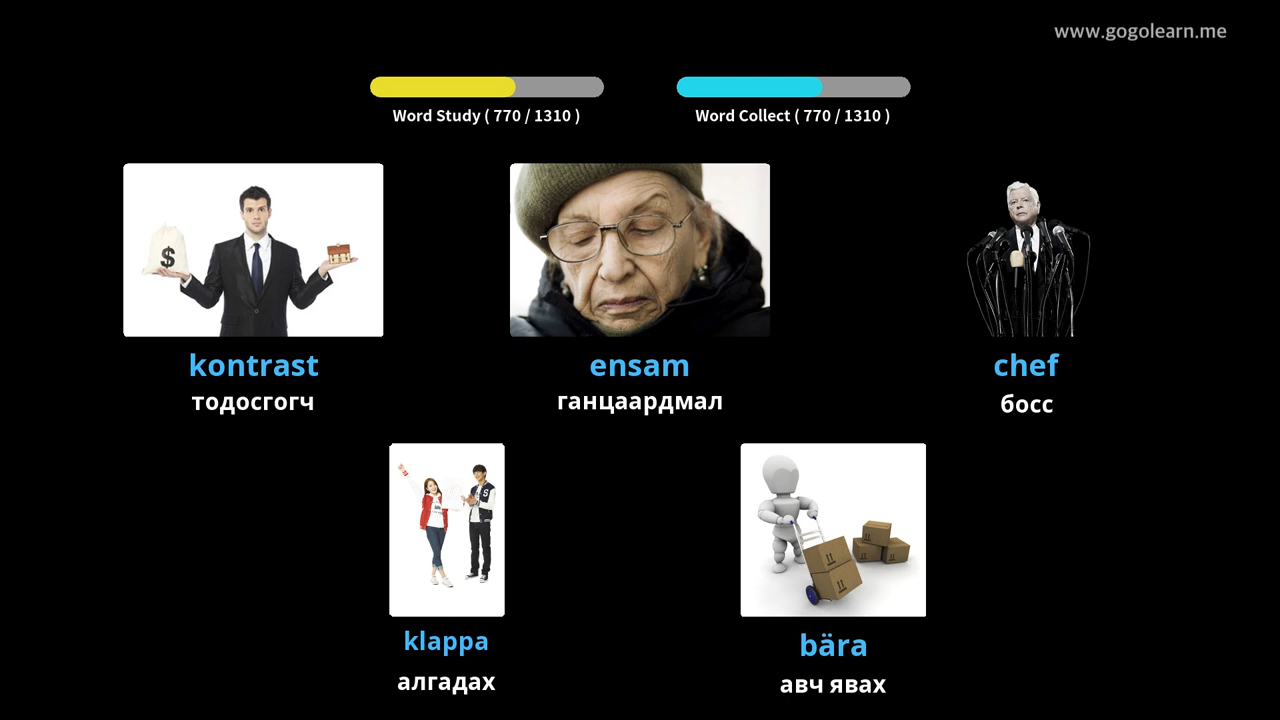 www.gogolearn.me
Word Study ( 770 / 1310 )
Word Collect ( 770 / 1310 )
$
kontrast
тодосгогч
ensam
ганцаардмал
chef
босс
S
klappa
алгадах
bära
авч явах